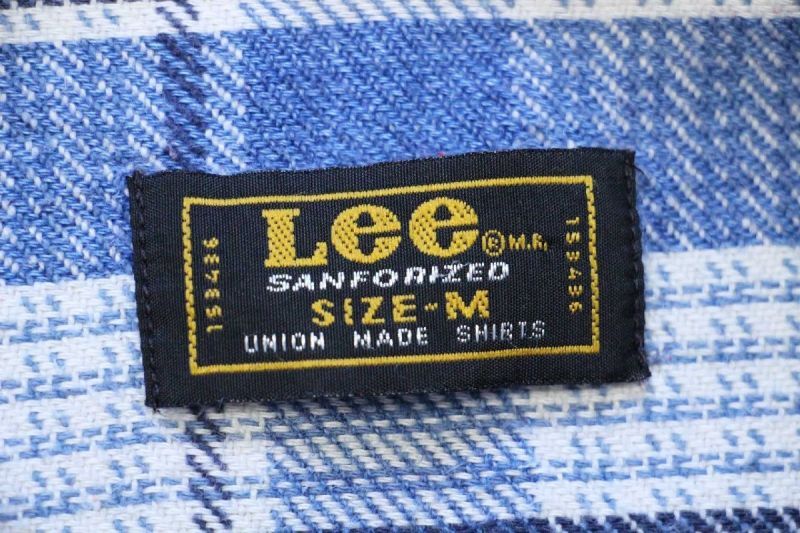 Lee ® M.R.
SANFORIZED
SIZE-M
UNION MADE SHIRTS
153436
153436